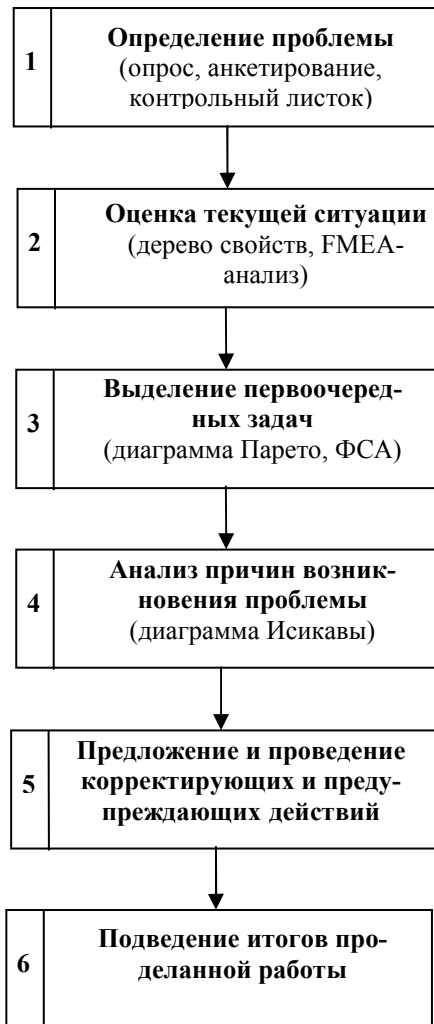 1
Определение проблемы
(опрос, анкетирование,
контрольный листок)
2
Оценка текущей ситуации
(дерево свойств, FMEA-
анализ)
3
Выделение первоочеред-
ных задач
(диаграмма Парето, ФСА)
4
Анализ причин возник-
новения проблемы
(диаграмма Исикавы)
5
Предложение и проведение
корректирующих и преду-
преждающих действий
6
Подведение итогов про-
деланной работы